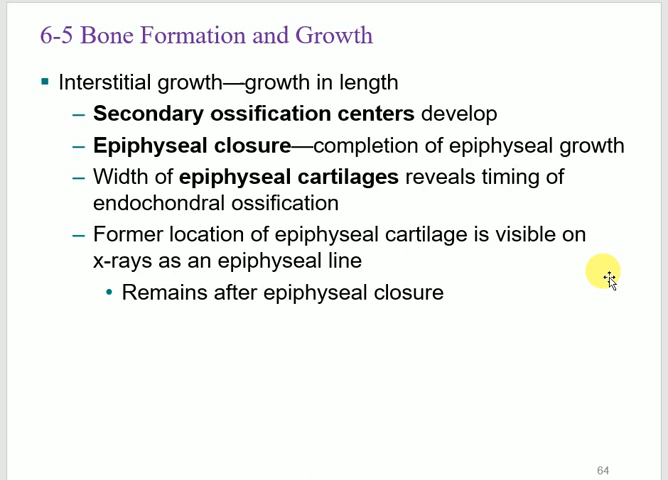 6-5 Bone Formation and Growth
▪ Interstitial growth—growth in length
– Secondary ossification centers develop
– Epiphyseal closure—completion of epiphyseal growth
– Width of epiphyseal cartilages reveals timing of
endochondral ossification
– Former location of epiphyseal cartilage is visible on
x-rays as an epiphyseal line
• Remains after epiphyseal closure
64